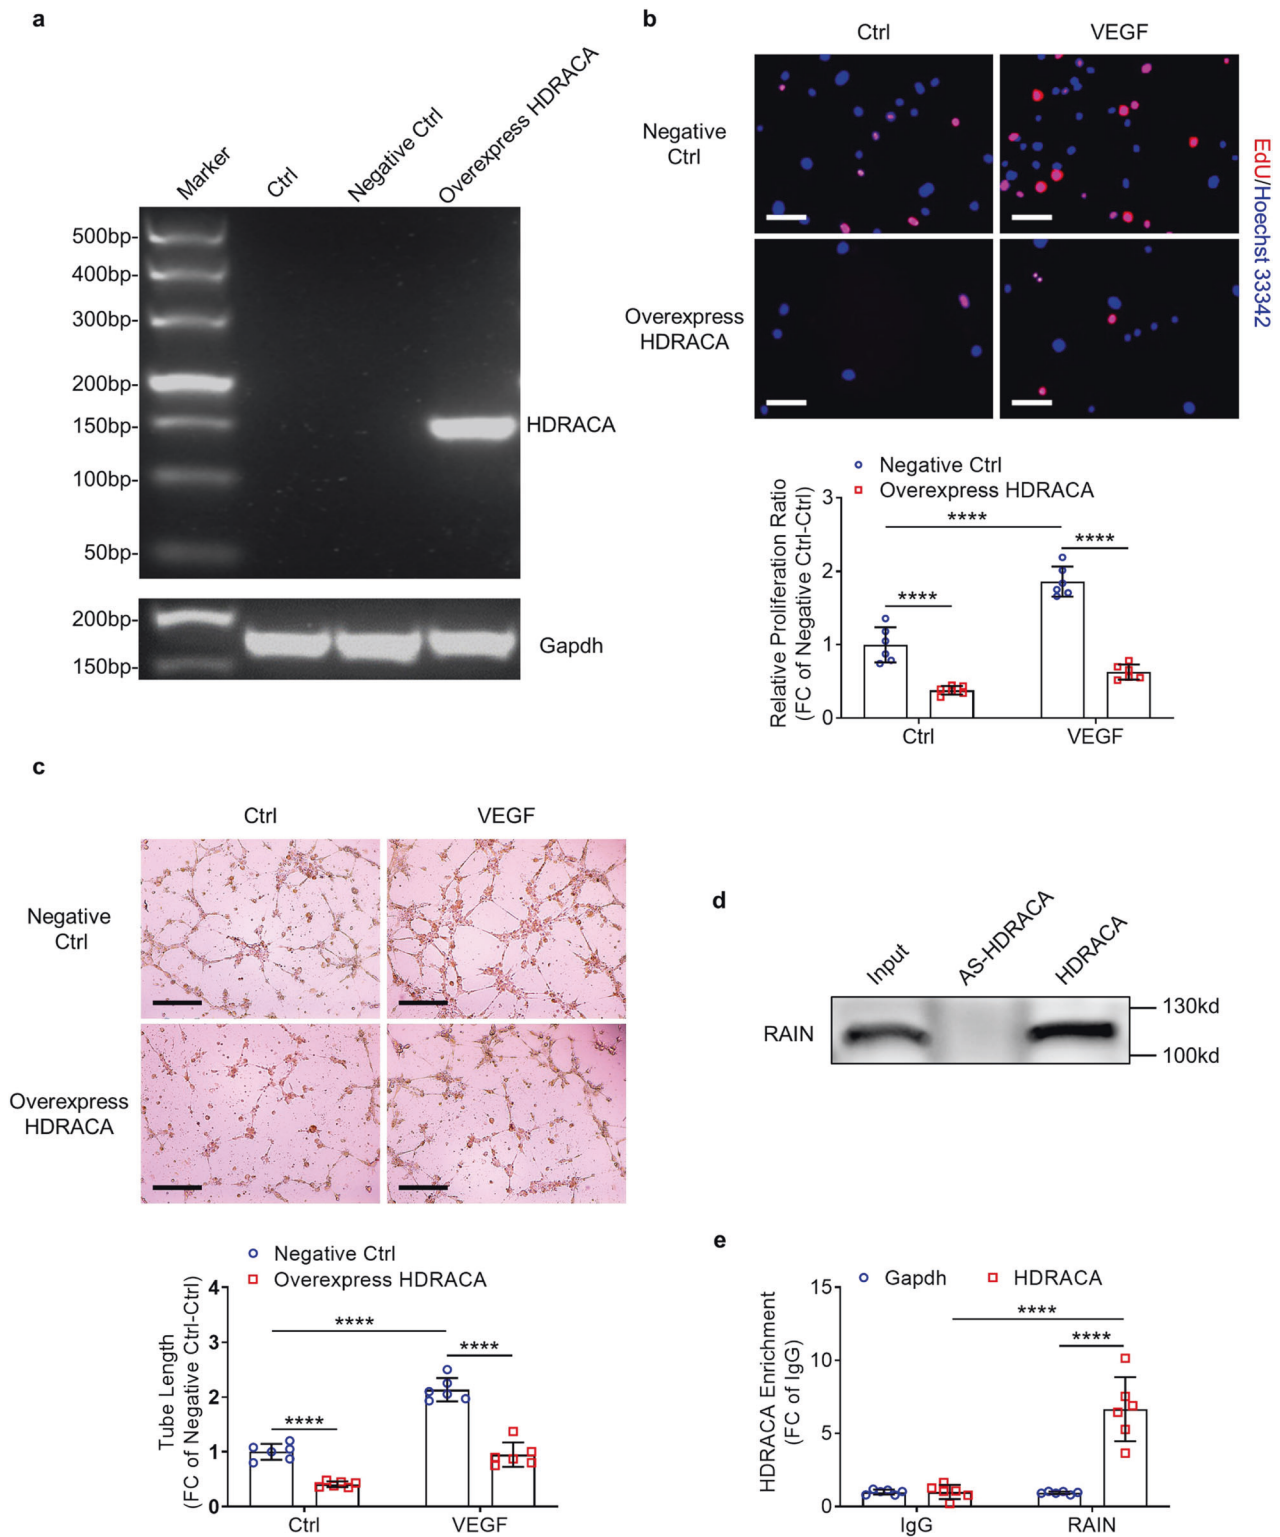 a
Marker
Ctrl
Negative Ctrl
Overexpress HDRACA
500bp-
400bp-
300bp-
200bp-
150bp-
100bp-
50bp-
HDRACA
200bp-
150bp-
Gapdh
b
Ctrl
VEGF
Negative
Ctrl
Overexpress
HDRACA
EdU/Hoechst 33342
Negative Ctrl
Overexpress HDRACA
Relative Proliferation Ratio
(FC of Negative Ctrl-Ctrl)
3
2
1
0
****
****
****
Ctrl
VEGF
c
Ctrl
VEGF
Negative
Ctrl
Overexpress
HDRACA
Negative Ctrl
Overexpress HDRACA
Tube Length
(FC of Negative Ctrl-Ctrl)
4
3
2
1
0
****
****
****
Ctrl
VEGF
d
Input
AS-HDRACA
HDRACA
RAIN
130kd
100kd
e
Gapdh
HDRACA
HDRACA Enrichment
(FC of IgG)
15
10
5
0
****
****
IgG
RAIN